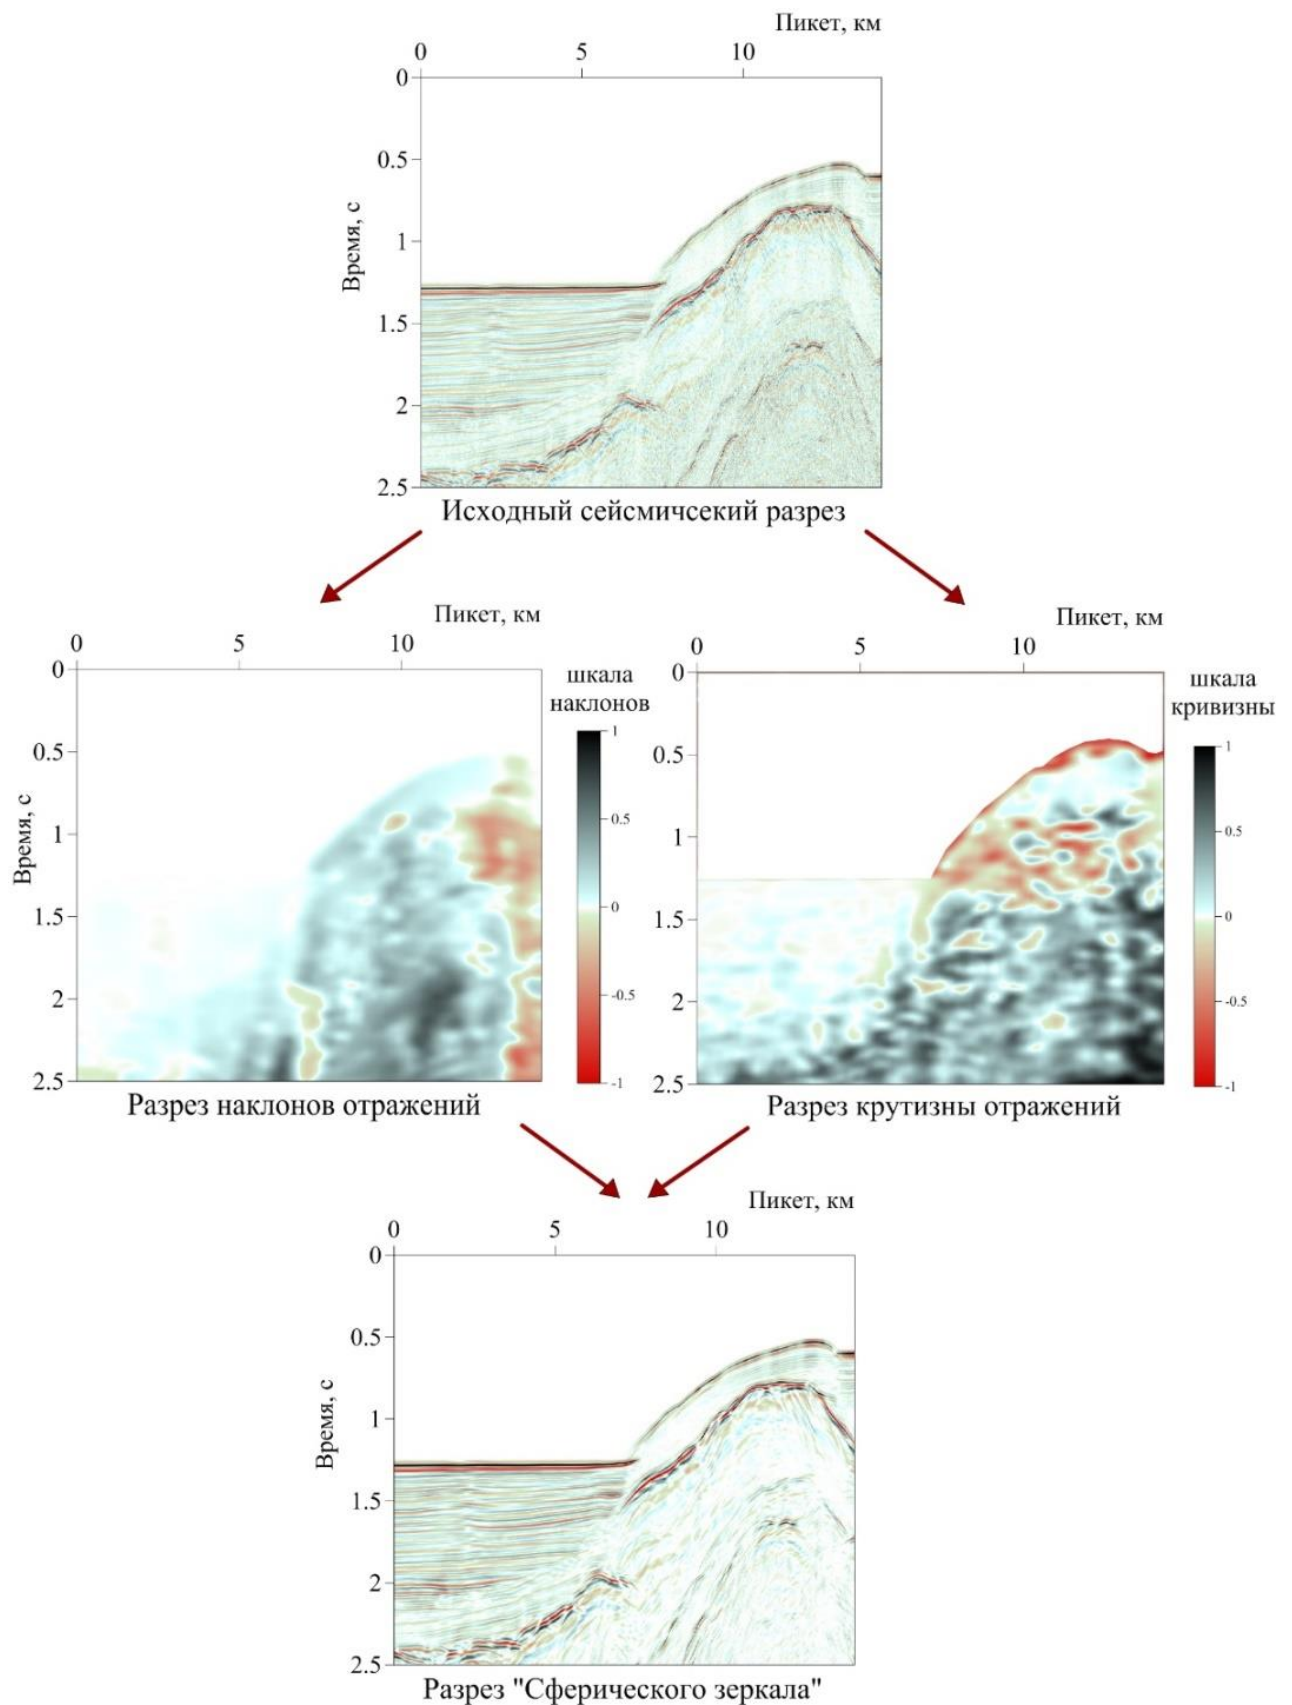 Пикет, км
0 5 10
0
0.5
1
1.5
2
2.5
Время, с
Исходный сейсмичсекий разрез
Пикет, км
0 5 10
0
0.5
1
1.5
2
2.5
Время, с
шкала
наклонов
1
0.5
0
-0.5
-1
Разрез наклонов отражений
Пикет, км
0 5 10
0
0.5
1
1.5
2
2.5
шкала
кривизны
1
0.5
0
-0.5
-1
Разрез крутизны отражений
Пикет, км
0 5 10
0
0.5
1
1.5
2
2.5
Время, с
Разрез "Сферического зеркала"